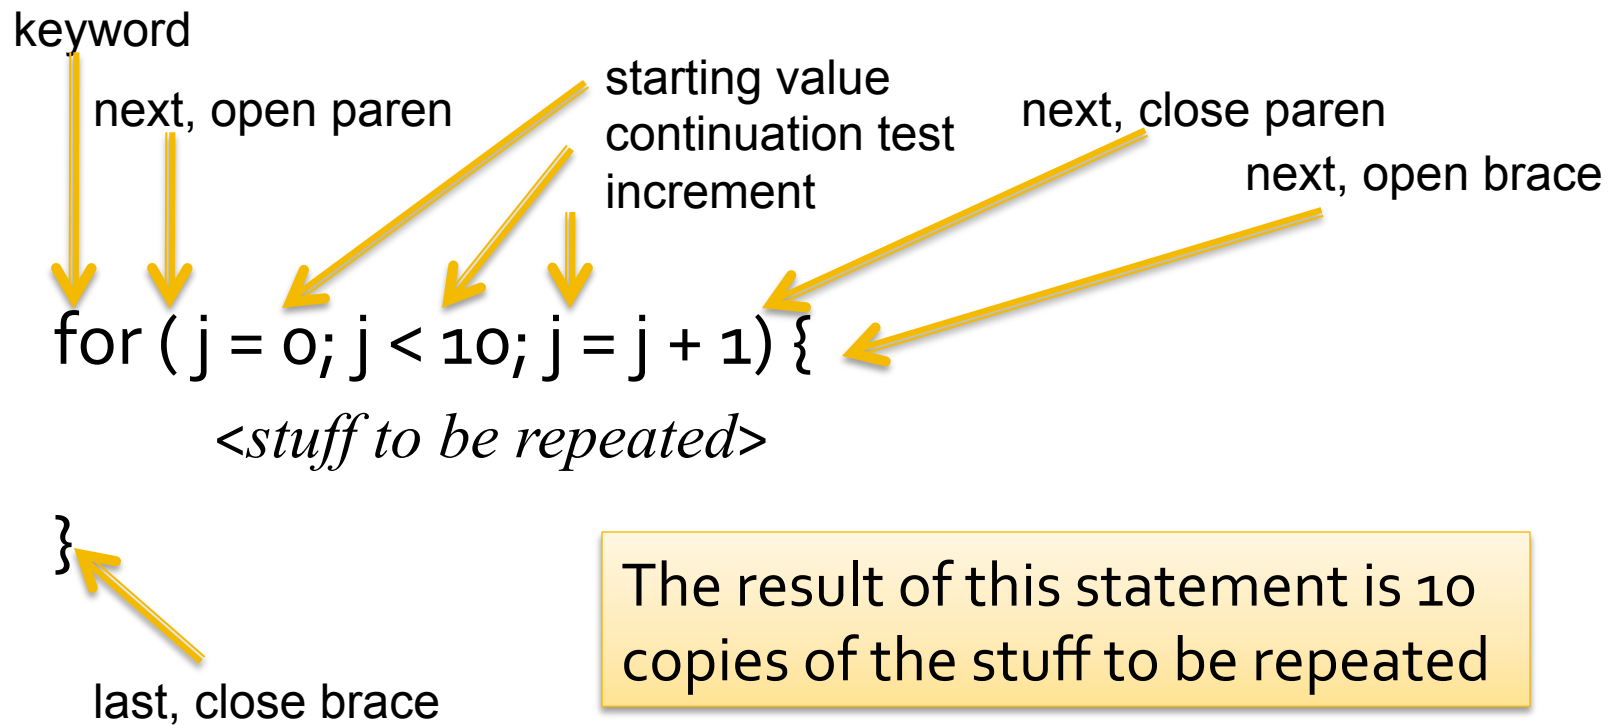 keyword
next, open paren
starting value
continuation test
increment
next, close paren
next, open brace
for ( j = 0; j < 10; j = j + 1) {
<stuff to be repeated>
}
last, close brace
The result of this statement is 10
copies of the stuff to be repeated